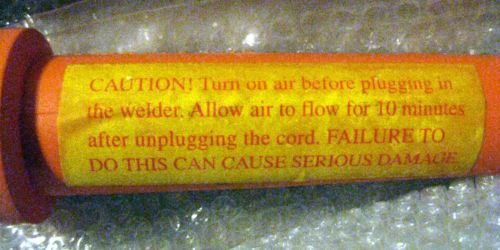 CAUTION! Turn on air before plugging in
the welder. Allow air to flow for 10 minutes
after unplugging the cord. FAILURE TO
DO THIS CAN CAUSE SERIOUS DAMAGE.